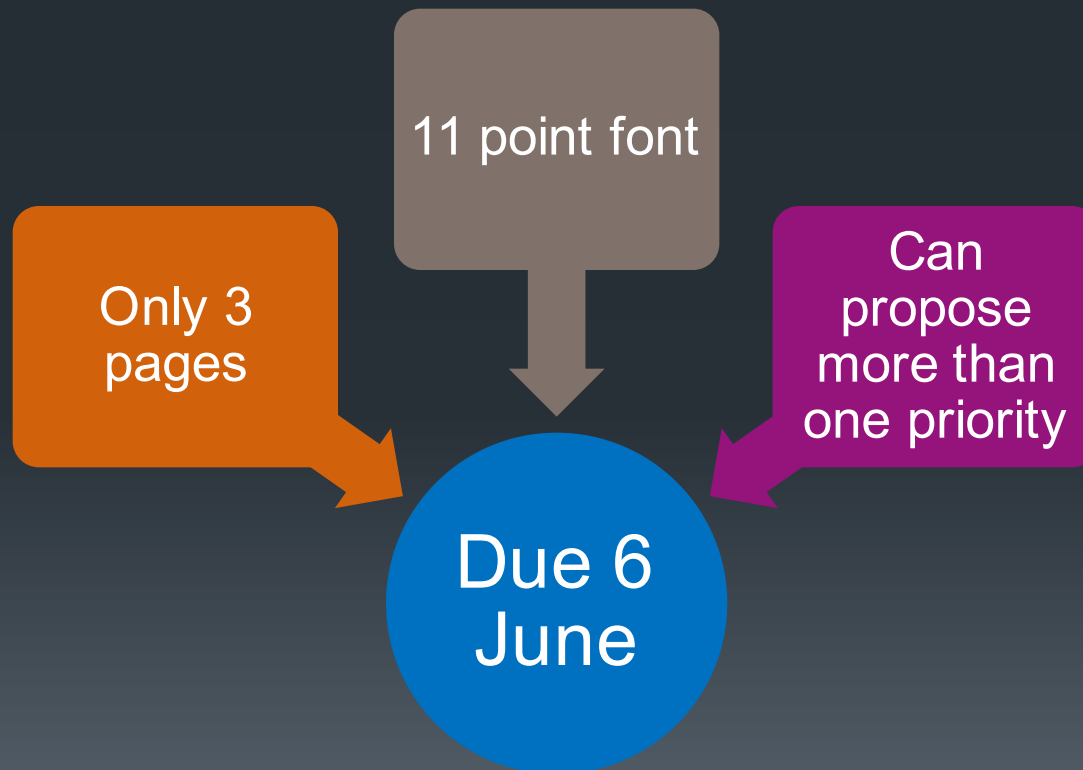 11 point font
Only 3
pages
Can
propose
more than
one priority
Due 6
June